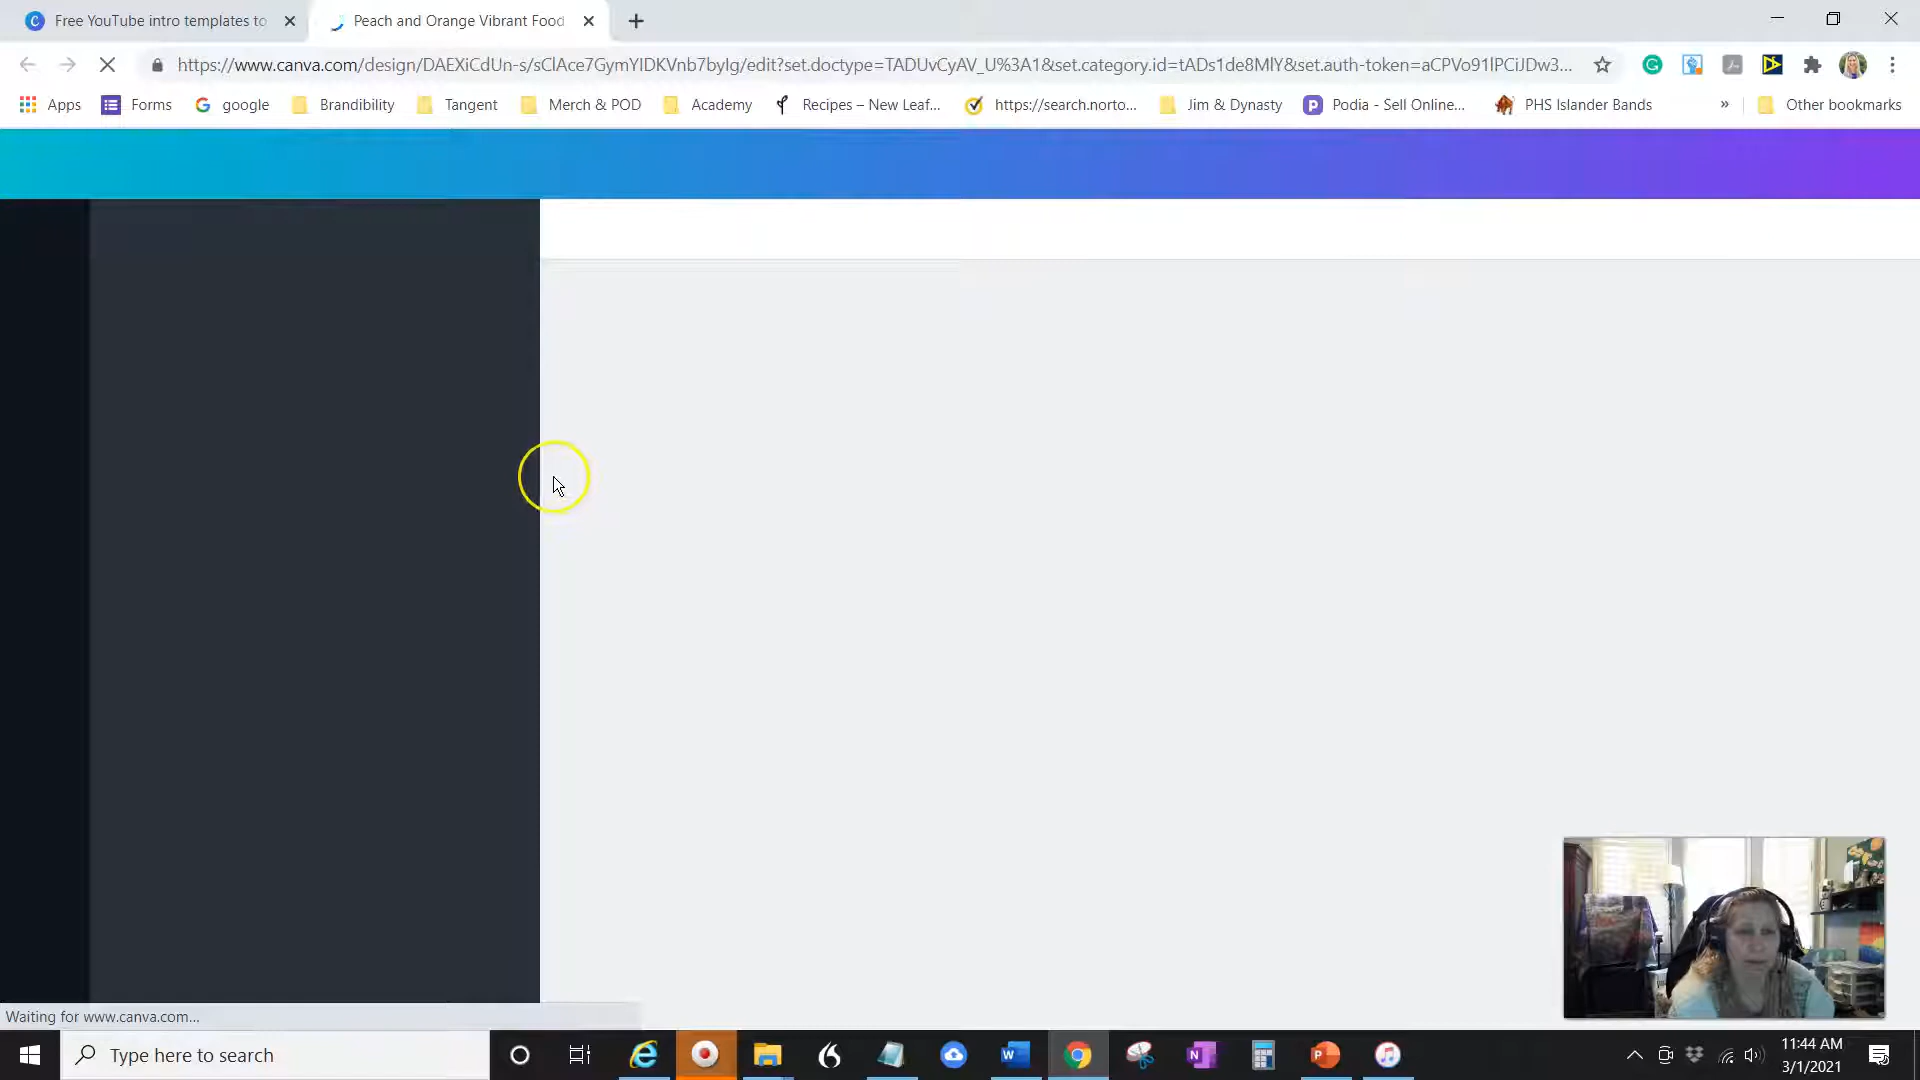 Free YouTube intro templates to
Peach and Orange Vibrant Food
https://www.canva.com/design/DAEXiCdUn-s/sClAce7GymYIDKVnb7bylg/edit?set.doctype=TADUvCyAV_U%3A1&set.category.id=tADs1de8MlY&set.auth-token=aCPVo91lPCiJDw3...
Apps
Forms
google
Brandibility
Tangent
Merch & POD
Academy
Recipes – New Leaf...
https://search.norto...
Jim & Dynasty
Podia - Sell Online...
PHS Islander Bands
»
Other bookmarks
Waiting for www.canva.com...
Type here to search
11:44 AM
3/1/2021